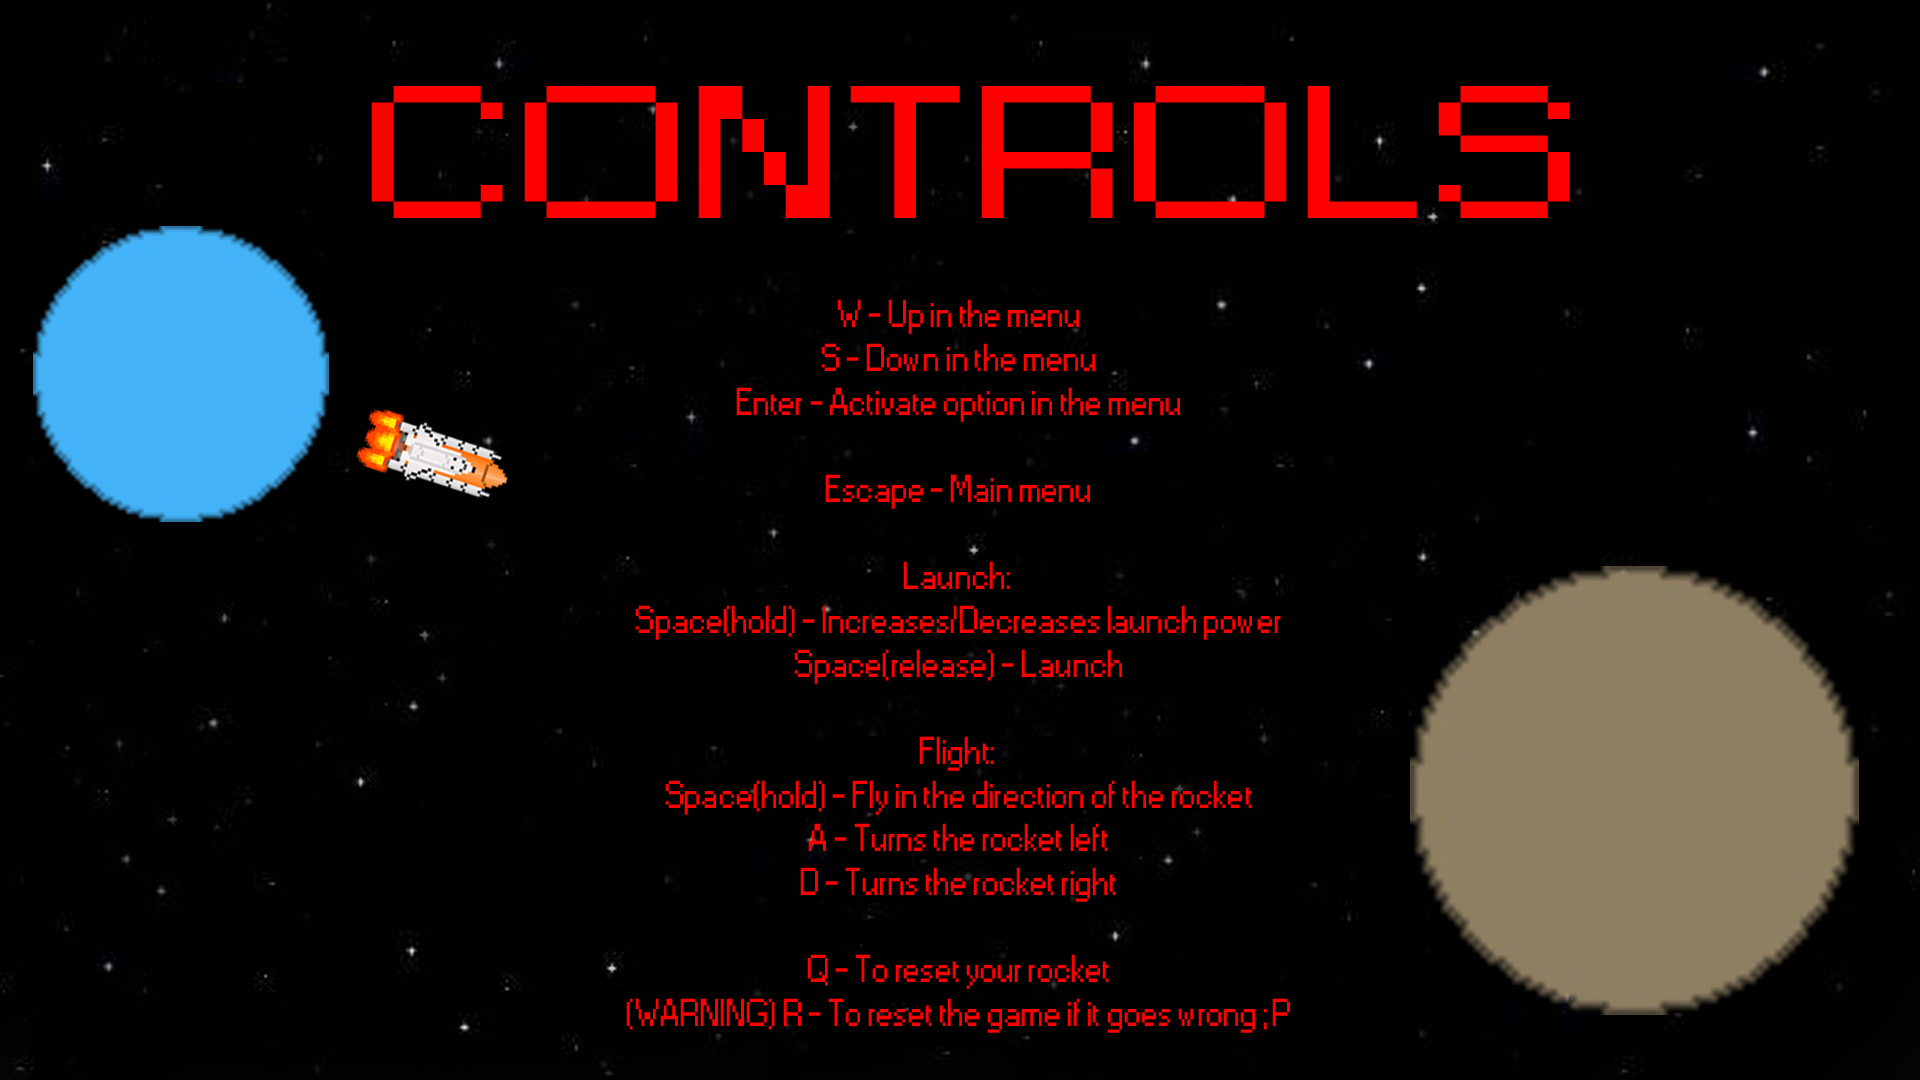 CONTROLS
W - Up in the menu
S - Down in the menu
Enter - Activate option in the menu
Escape - Main menu
Launch:
Space(hold) - Increases/Decreases launch power
Space(release) - Launch
Flight:
Space(hold) - Fly in the direction of the rocket
A - Turns the rocket left
D - Turns the rocket right
Q - To reset your rocket
(WARNING) R - To reset the game if it goes wrong ;P